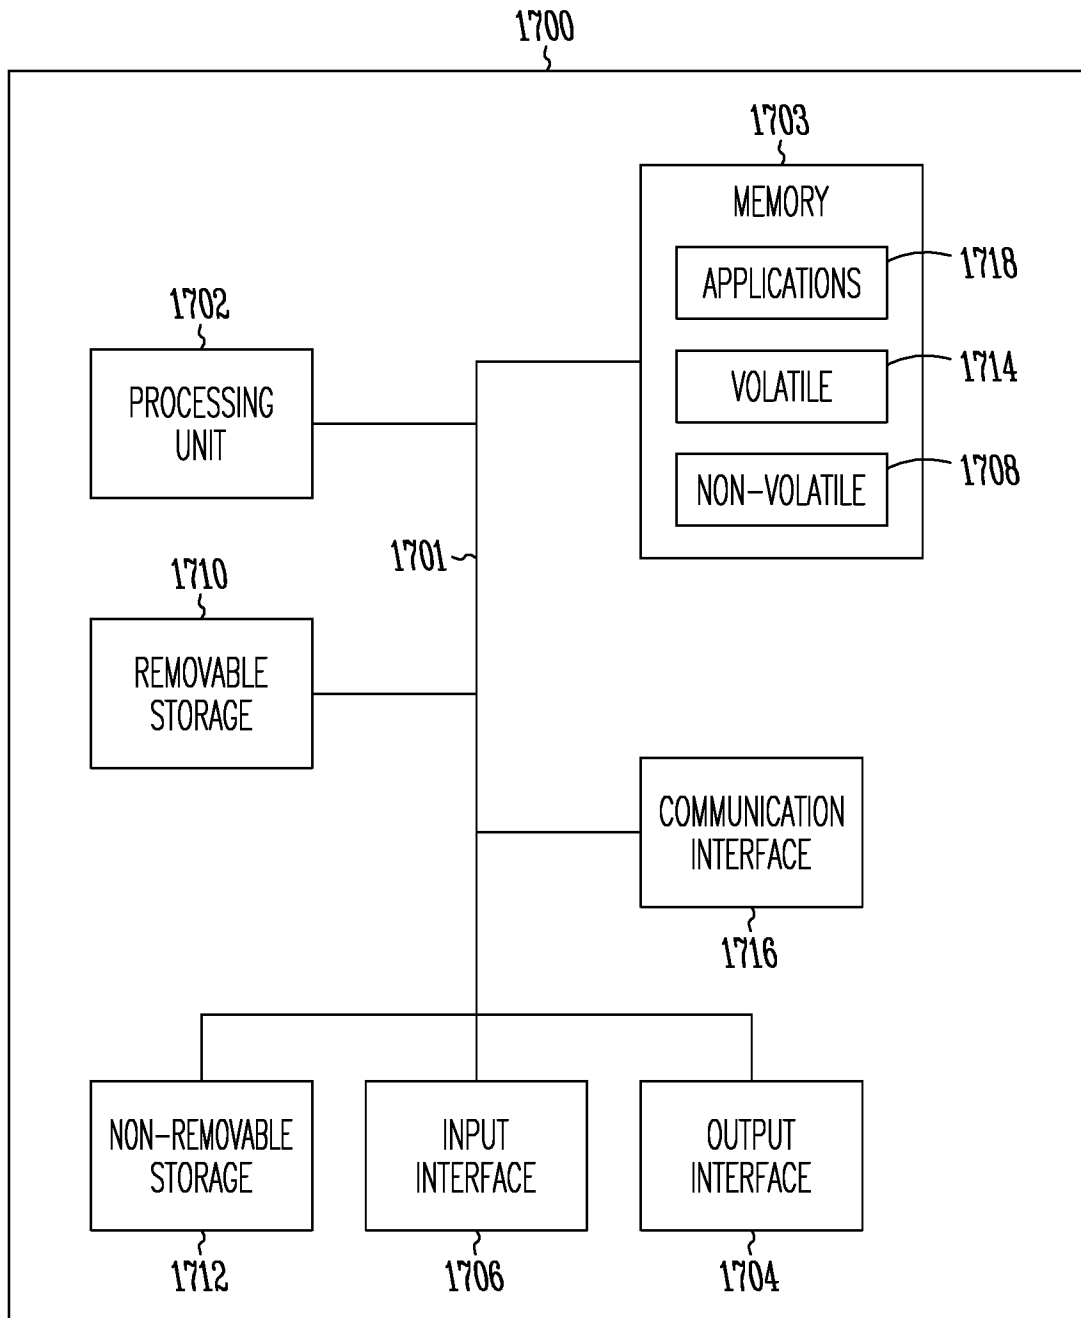 1700
1703
MEMORY
APPLICATIONS
1718
VOLATILE
1714
NON-VOLATILE
1708
1702
PROCESSING
UNIT
1701
1710
REMOVABLE
STORAGE
COMMUNICATION
INTERFACE
1716
NON-REMOVABLE
STORAGE
1712
INPUT
INTERFACE
1706
OUTPUT
INTERFACE
1704